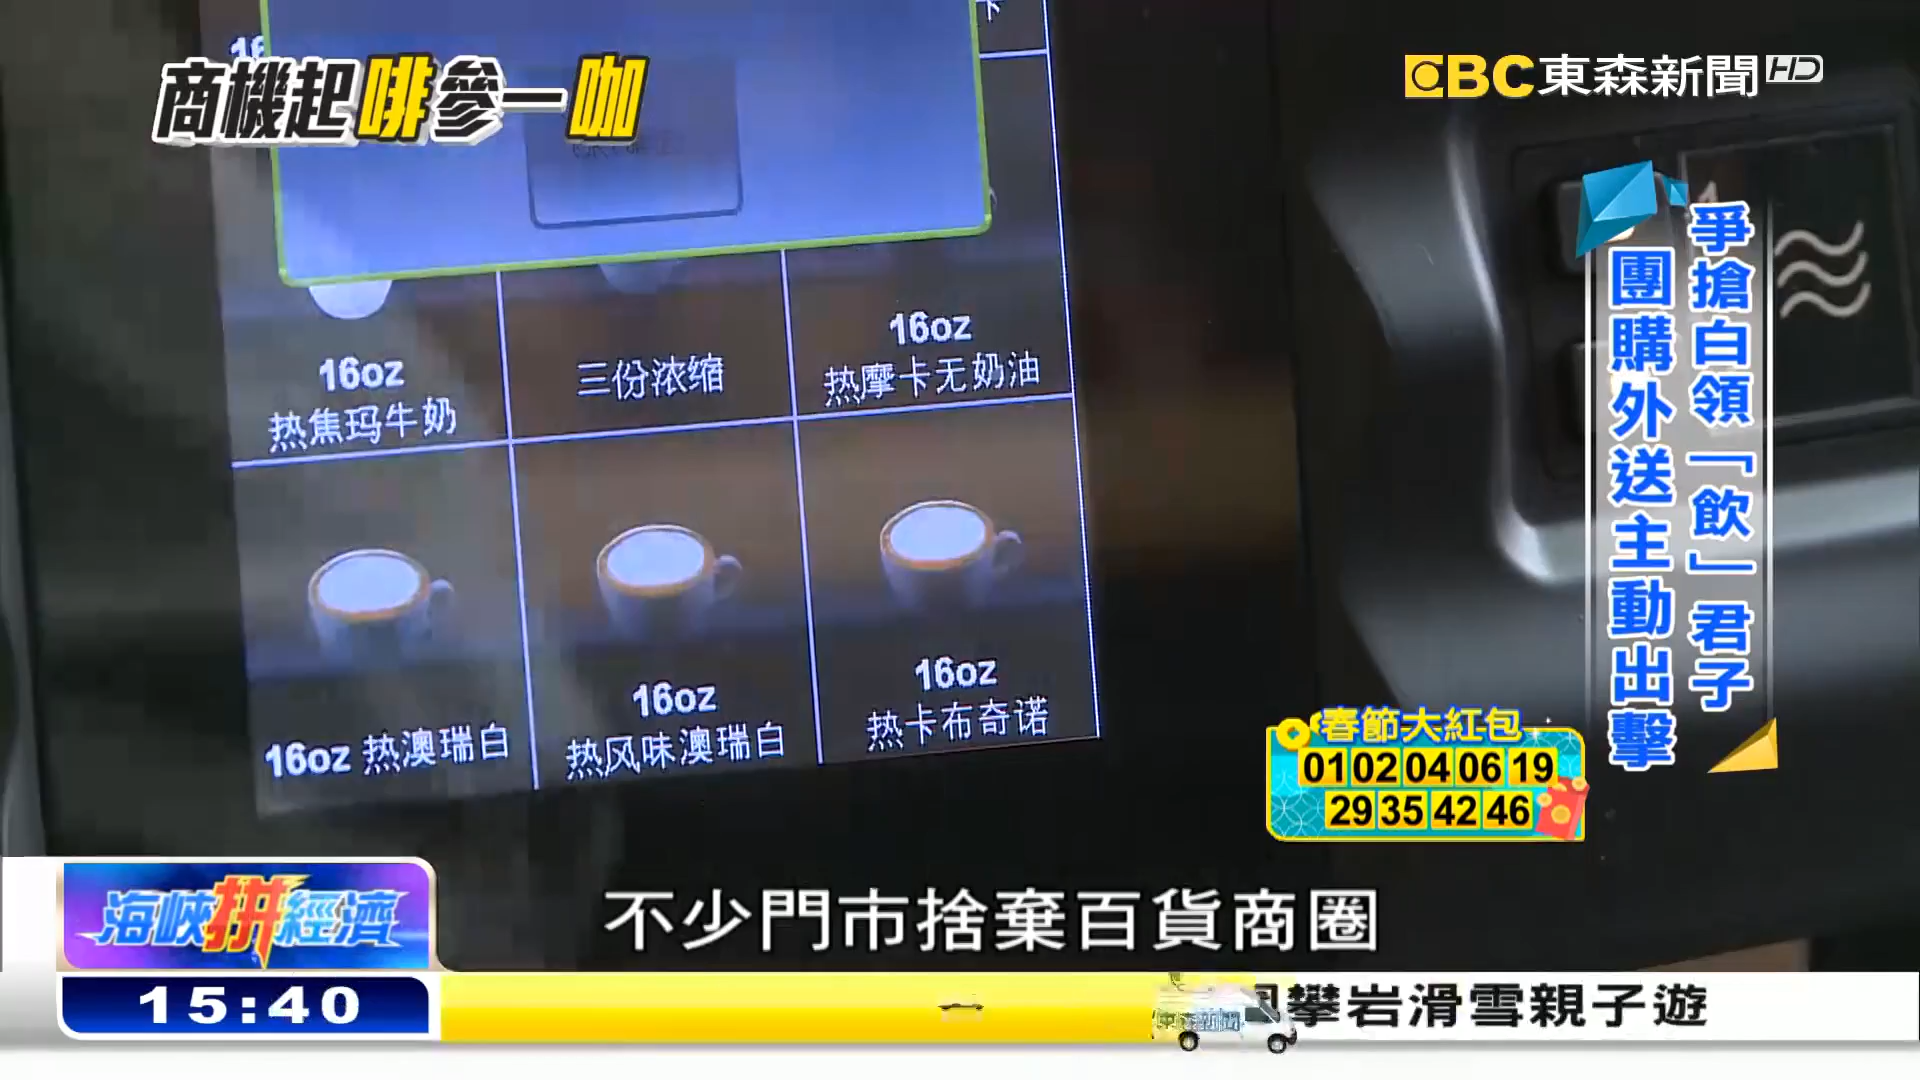 商機起啡參一咖
EBC東森新聞HD
爭搶白領「飲」君子
團購外送主動出擊
16oz
热焦玛牛奶
三份浓缩
16oz
热摩卡无奶油
16oz 热澳瑞白
16oz
热风味澳瑞白
16oz
热卡布奇诺
春節大紅包
01 02 04 06 19
29 35 42 46
不少門市捨棄百貨商圈
海峽拚經濟
15:40
東森新聞
攀岩滑雪親子遊